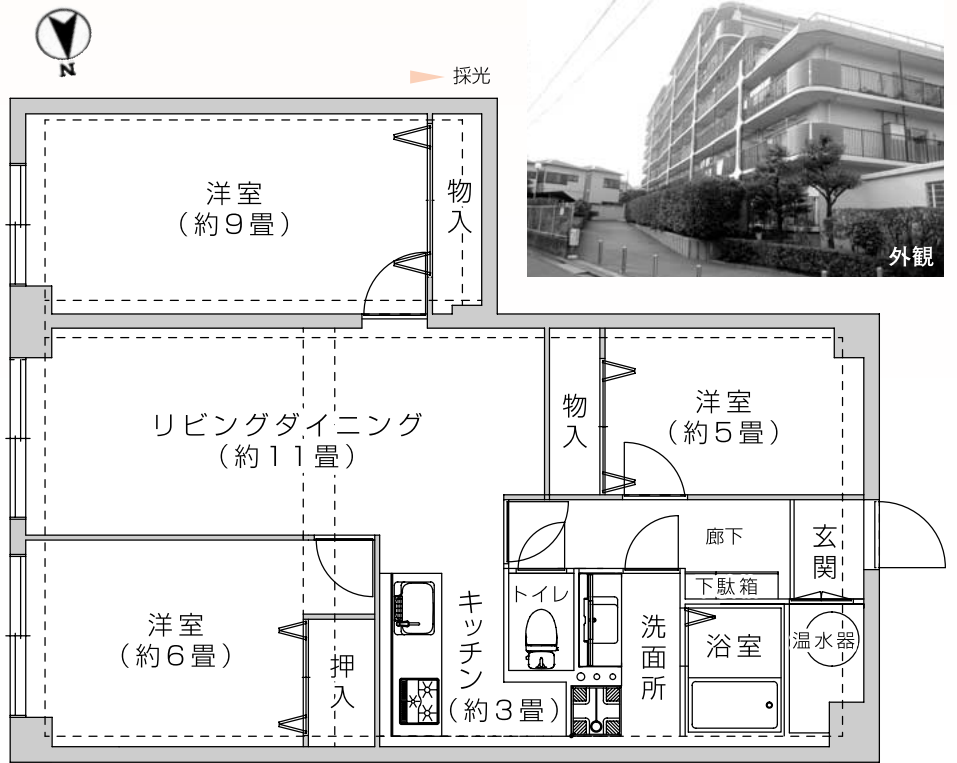 N
採光
外観
洋室
（約９畳）
物入
リビングダイニング
（約１１畳）
物入
洋室
（約５畳）
廊下
玄関
下駄箱
トイレ
キッチン
（約３畳）
洗面所
浴室
温水器
洋室
（約６畳）
押入